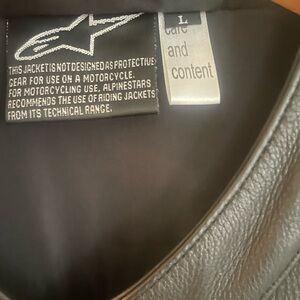 THIS JACKET IS NOT DESIGNED AS PROTECTIVE
GEAR FOR USE ON A MOTORCYCLE.
FOR MOTORCYCLING USE, ALPINESTARS
RECOMMENDS THE USE OF RIDING JACKETS
FROM ITS TECHNICAL RANGE.
L
care
and
content